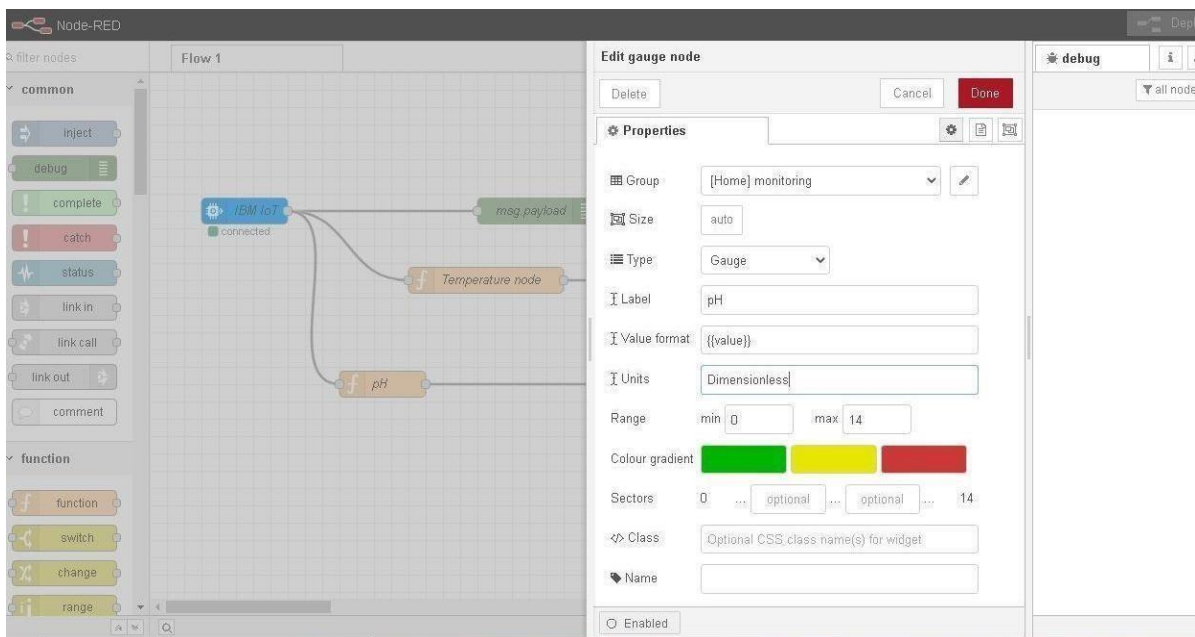 Node-RED
Depl
filter nodes
Flow 1
Edit gauge node
debug
i
common
Delete
Cancel
Done
all node
inject
Properties
debug
Group
[Home] monitoring
complete
IBM IoT
msg.payload
Size
auto
catch
connected
status
Temperature node
Type
Gauge
link in
Label
pH
link call
Value format
{{value}}
link out
pH
Units
Dimensionless
comment
Range
min 0
max 14
function
Colour gradient
function
Sectors
0 ... optional ... optional ... 14
switch
Class
Optional CSS class name(s) for widget
change
Name
range
Enabled